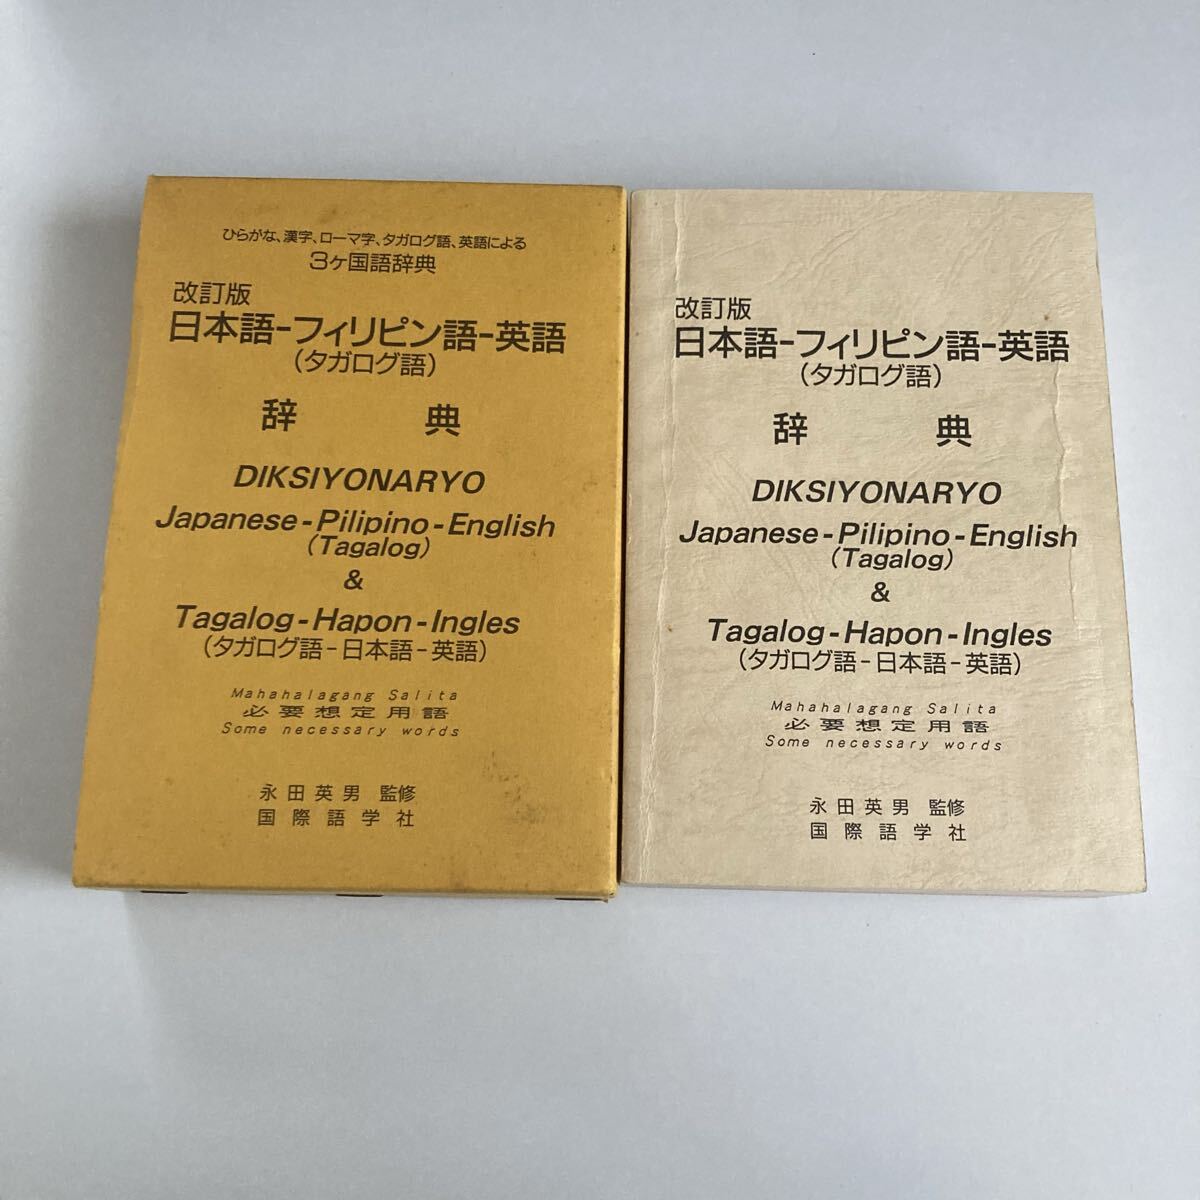 ひらがな、漢字、ローマ字、タガログ語、英語による
3ヶ国語辞典
改訂版
日本語-フィリピン語-英語
(タガログ語)
辞 典
DIKSIYONARYO
Japanese-Pilipino-English
(Tagalog)
&
Tagalog-Hapon-Ingles
(タガログ語-日本語-英語)
Mahahalagang Salita
必要想定用語
Some necessary words
永田英男 監修
国際語学社
改訂版
日本語-フィリピン語-英語
(タガログ語)
辞 典
DIKSIYONARYO
Japanese-Pilipino-English
(Tagalog)
&
Tagalog-Hapon-Ingles
(タガログ語-日本語-英語)
Mahahalagang Salita
必要想定用語
Some necessary words
永田英男 監修
国際語学社